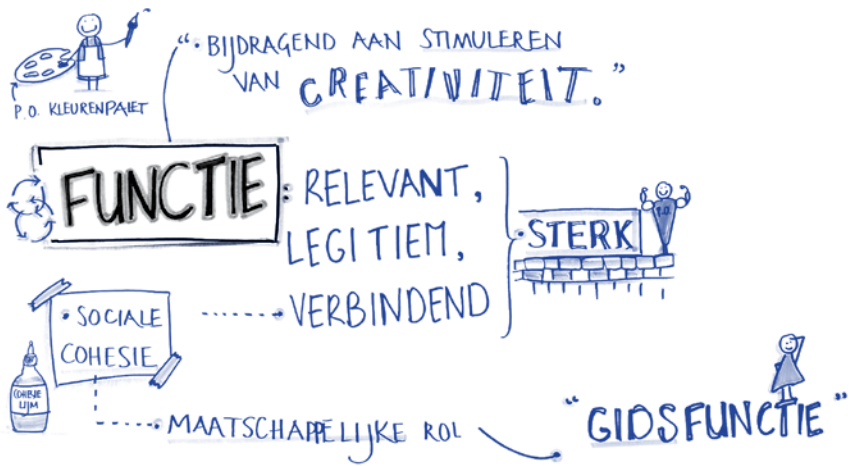 "• BIJDRAGEND AAN STIMULEREN
VAN CREATIVITEIT."
P.O. KLEURENPALET
FUNCTIE: RELEVANT,
LEGITIEM,
VERBINDEND
• STERK
P.O.
• SOCIALE
COHESIE
COHESIE
LIJM
MAATSCHAPPELIJKE ROL
"GIDSFUNCTIE"